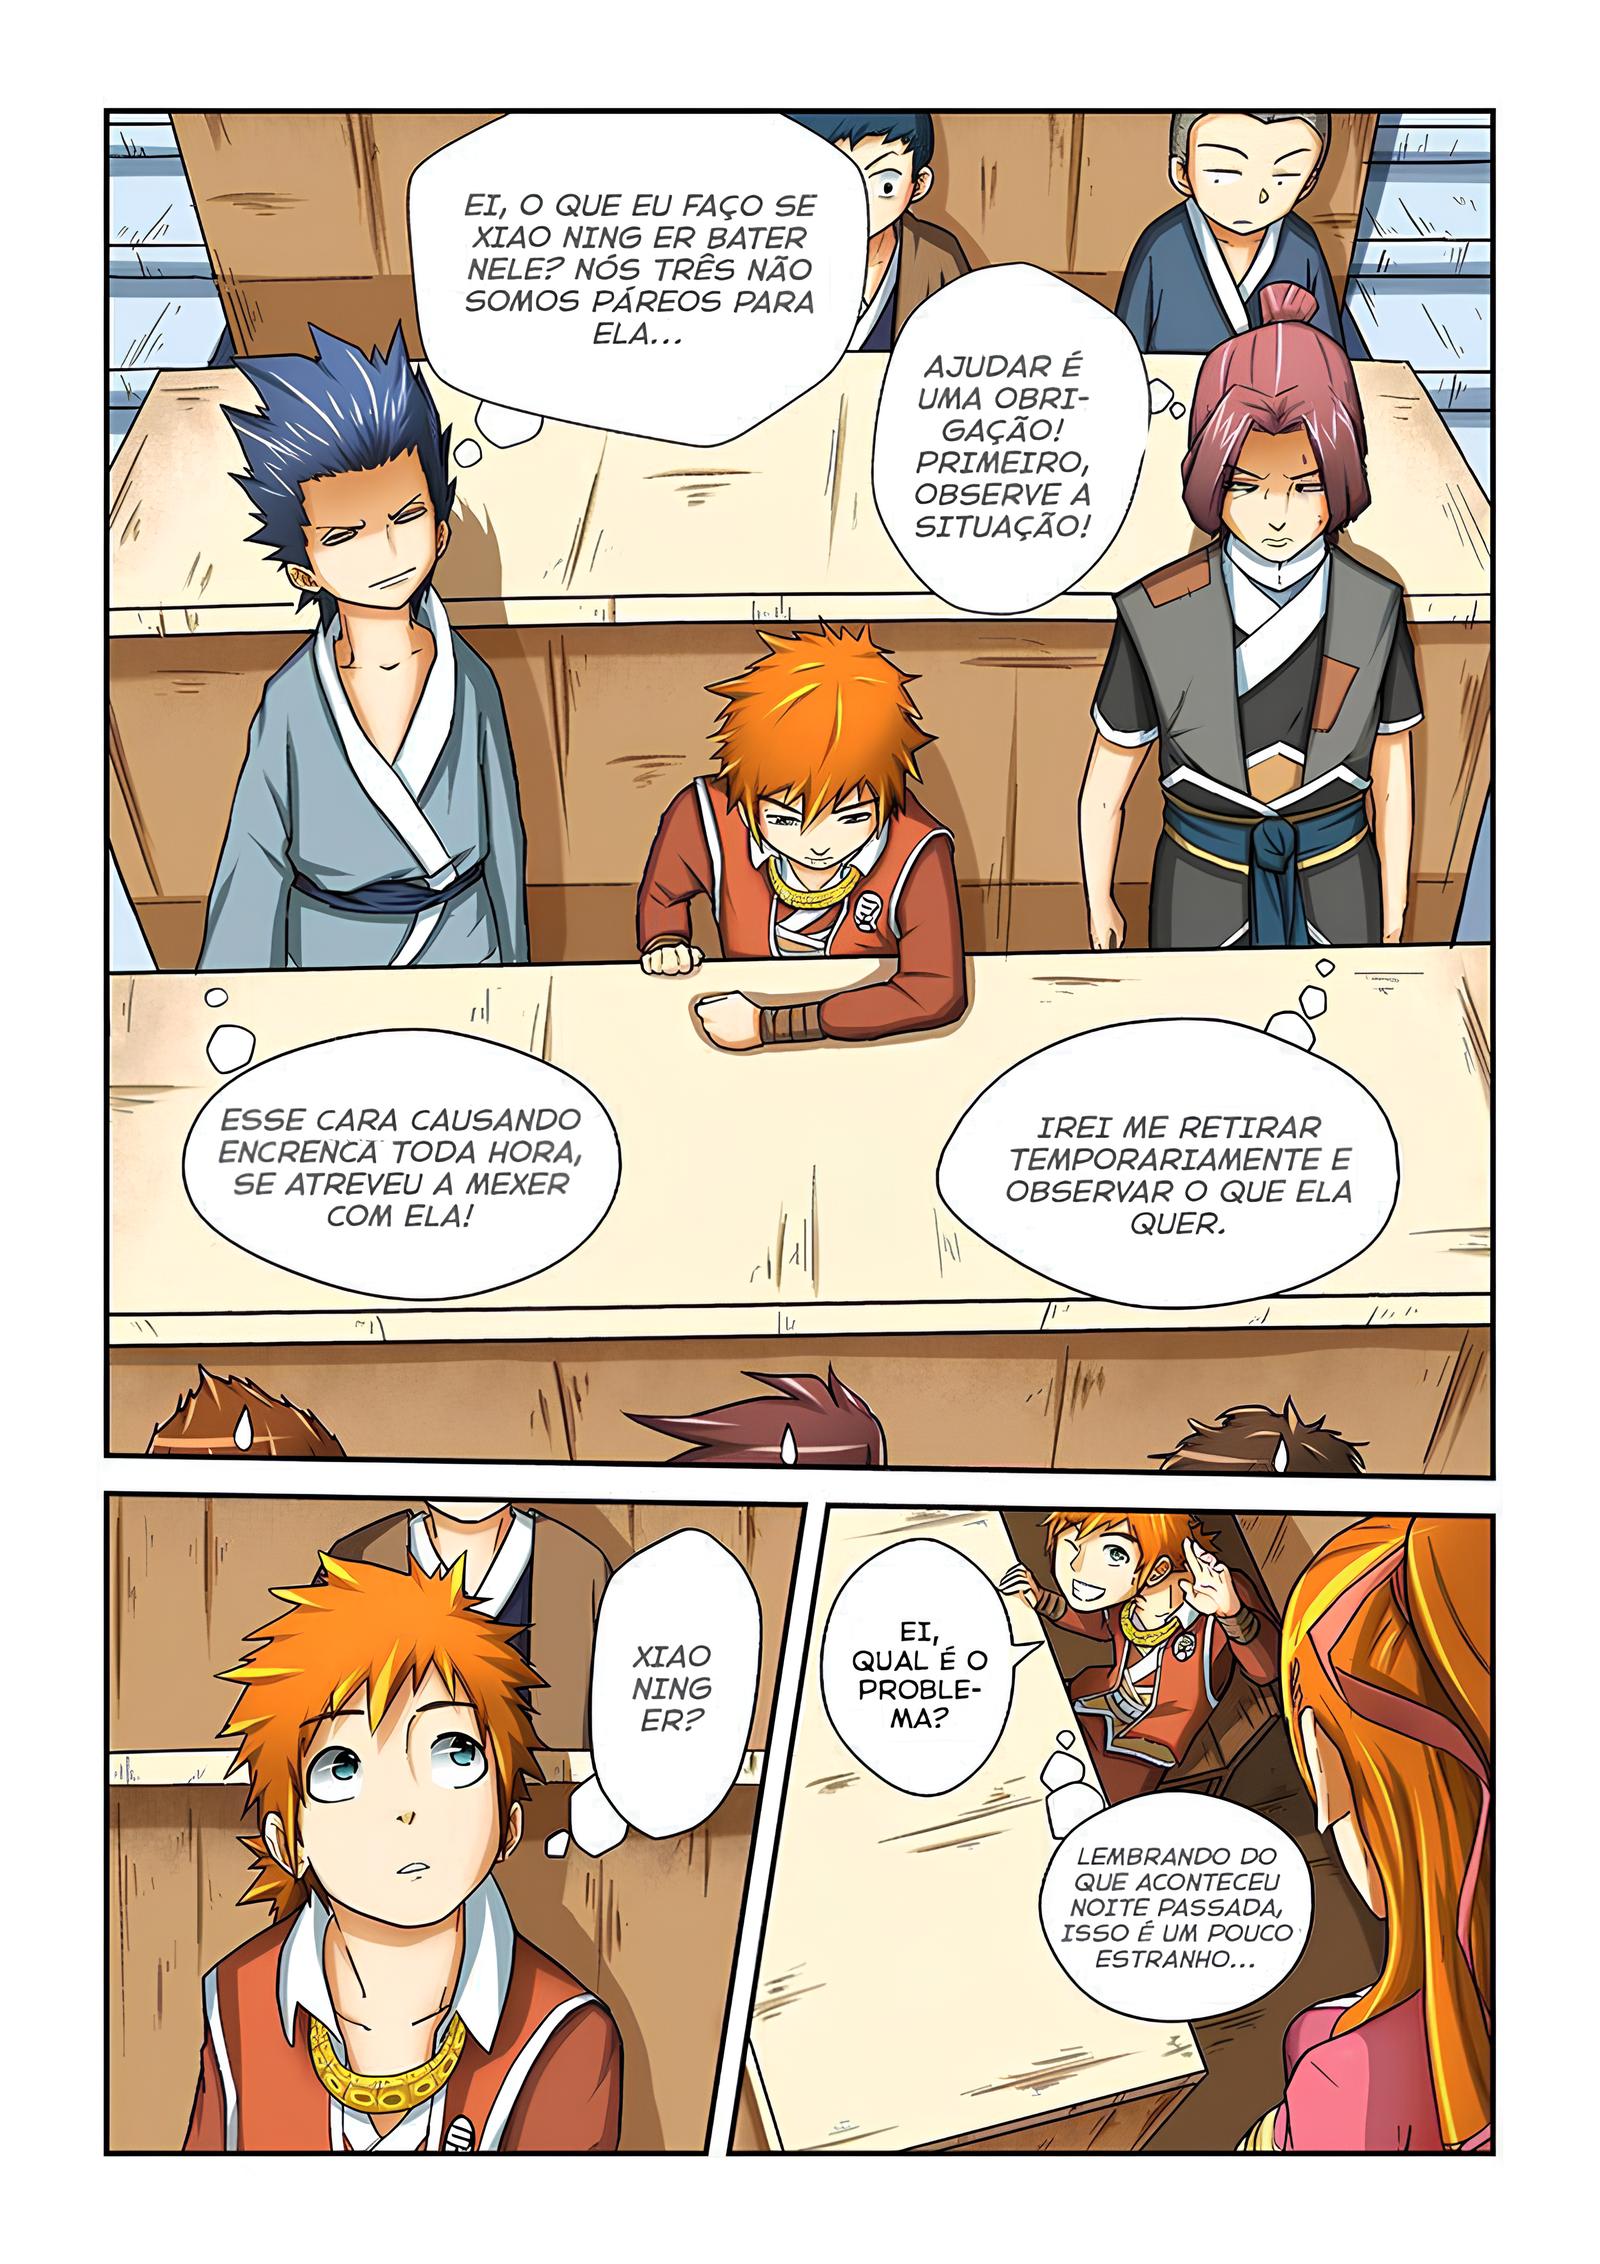 EI, O QUE EU FAÇO SE
XIAO NING ER BATER
NELE? NÓS TRÊS NÃO
SOMOS PÁREOS PARA
ELA...
AJUDAR É
UMA OBRI-
GAÇÃO!
PRIMEIRO,
OBSERVE A
SITUAÇÃO!
ESSE CARA CAUSANDO
ENCRENCA TODA HORA,
SE ATREVEU A MEXER
COM ELA!
IREI ME RETIRAR
TEMPORARIAMENTE E
OBSERVAR O QUE ELA
QUER.
XIAO
NING
ER?
EI,
QUAL É O
PROBLE-
MA?
LEMBRANDO DO
QUE ACONTECEU
NOITE PASSADA,
ISSO É UM POUCO
ESTRANHO...